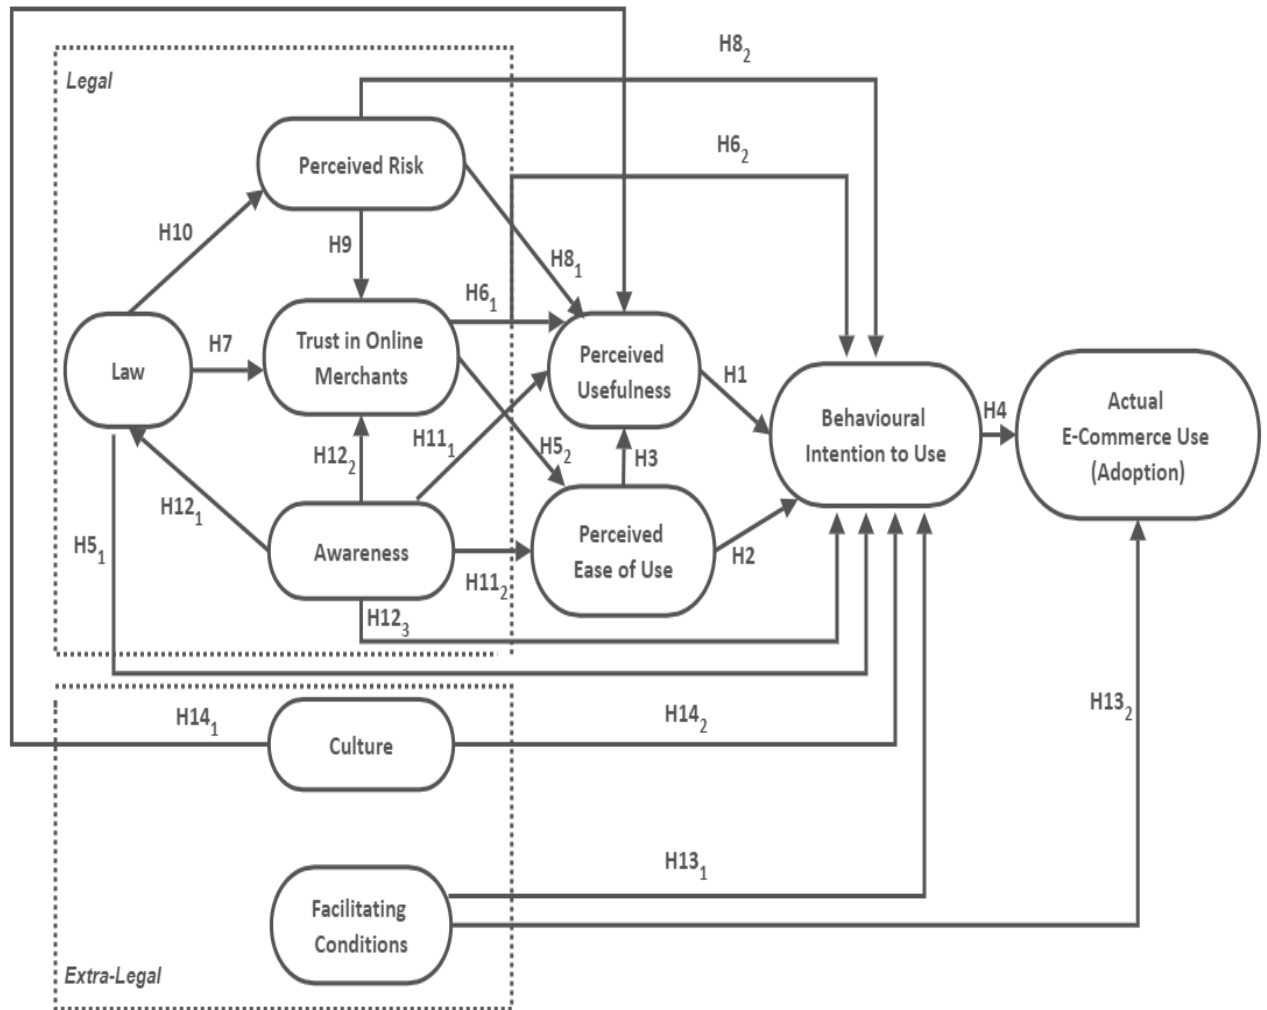 H8₂
Legal
H6₂
Perceived Risk
H10
H9
H8₁
H6₁
Trust in Online
Merchants
H7
Law
Perceived
Usefulness
H1
Behavioural
Intention to Use
H4
Actual
E-Commerce Use
(Adoption)
H12₂
H11₁
H5₂
H3
H12₁
H5₁
Awareness
H11₂
Perceived
Ease of Use
H2
H12₃
H14₁
Culture
H14₂
H13₂
H13₁
Facilitating
Conditions
Extra-Legal